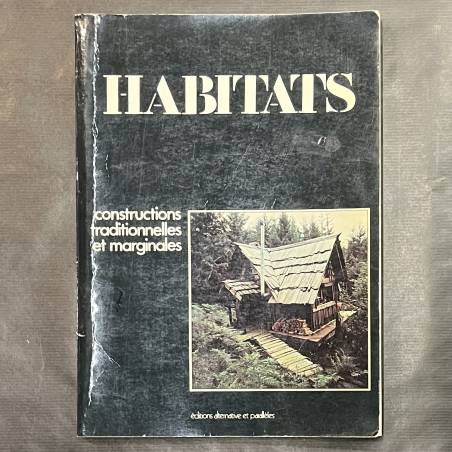 HABITATS
constructions
traditionnelles
et marginales
éditions alternative et parallèles